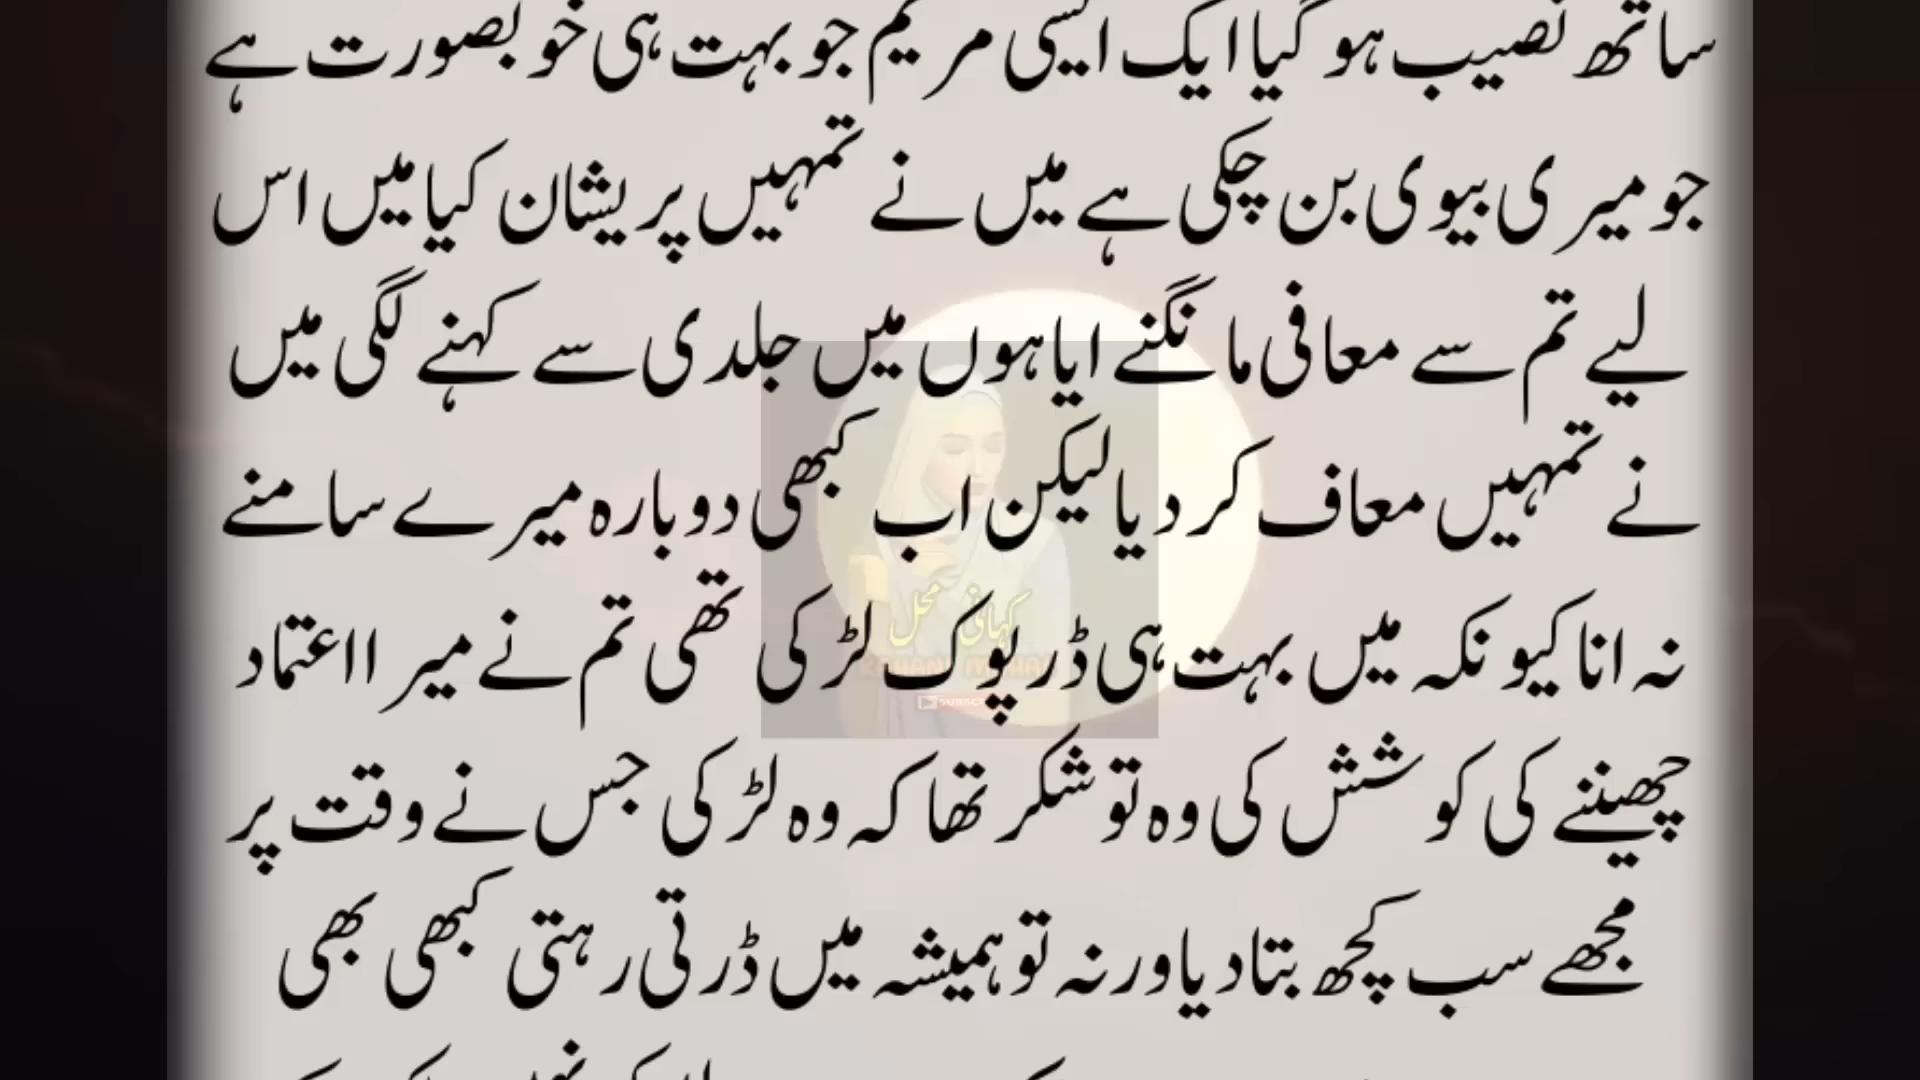 ساتھ نصیب ہو گیا ایک ایسی مریم جو بہت ہی خوبصورت ہے
جو میری بیوی بن چکی ہے میں نے تمہیں پریشان کیا میں اس
لیے تم سے معافی مانگنے ایا ہوں میں جلدی سے کہنے لگی میں
نے تمہیں معاف کر دیا لیکن اب کبھی دوبارہ میرے سامنے
نہ انا کیونکہ میں بہت ہی ڈرپوک لڑکی تھی تم نے میرا اعتماد
چھیننے کی کوشش کی وہ تو شکر تھا کہ وہ لڑکی جس نے وقت پر
مجھے سب کچھ بتا دیا ورنہ تو ہمیشہ میں ڈرتی رہتی کبھی بھی
کہانی محل
KAHANI MAHAL